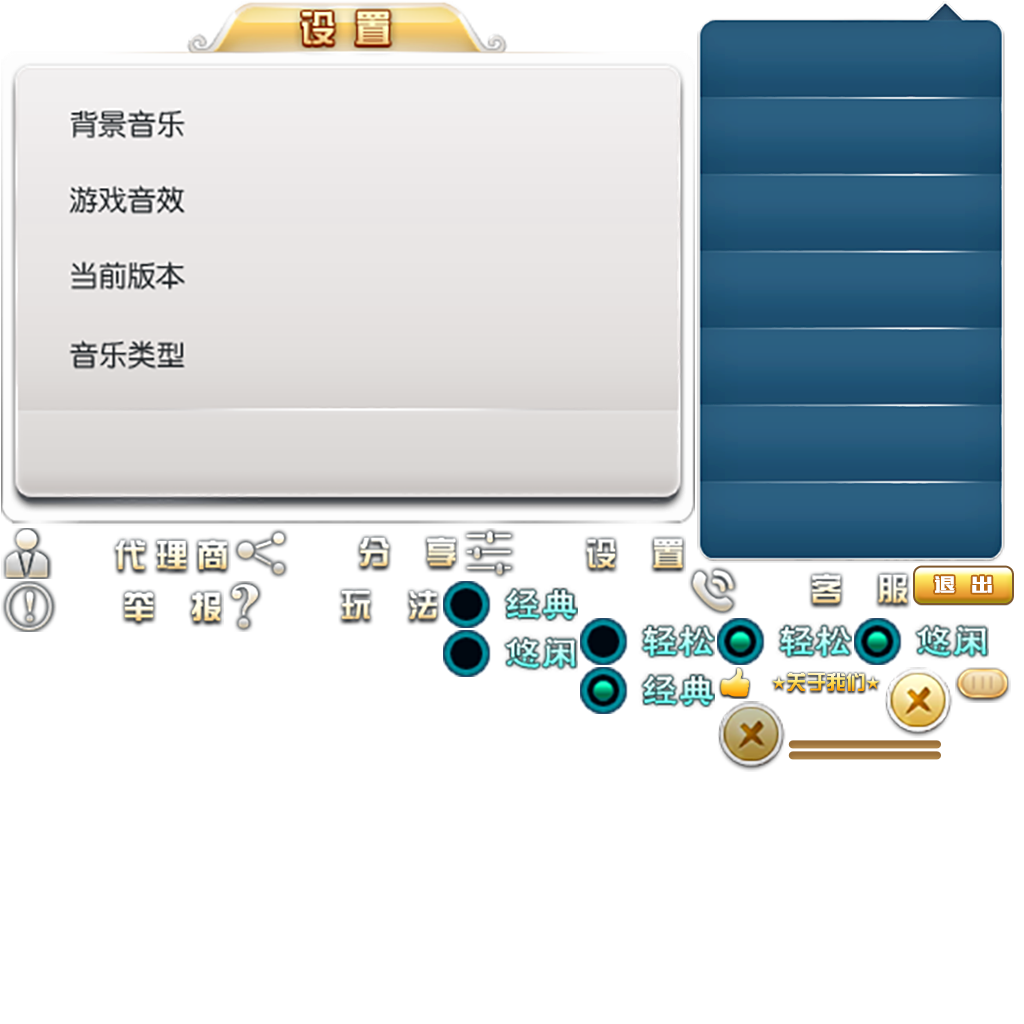 设置
背景音乐
游戏音效
当前版本
音乐类型
代理商
分享
设置
客服
退出
举报
玩法
经典
悠闲
轻松
轻松
悠闲
经典
★关于我们★